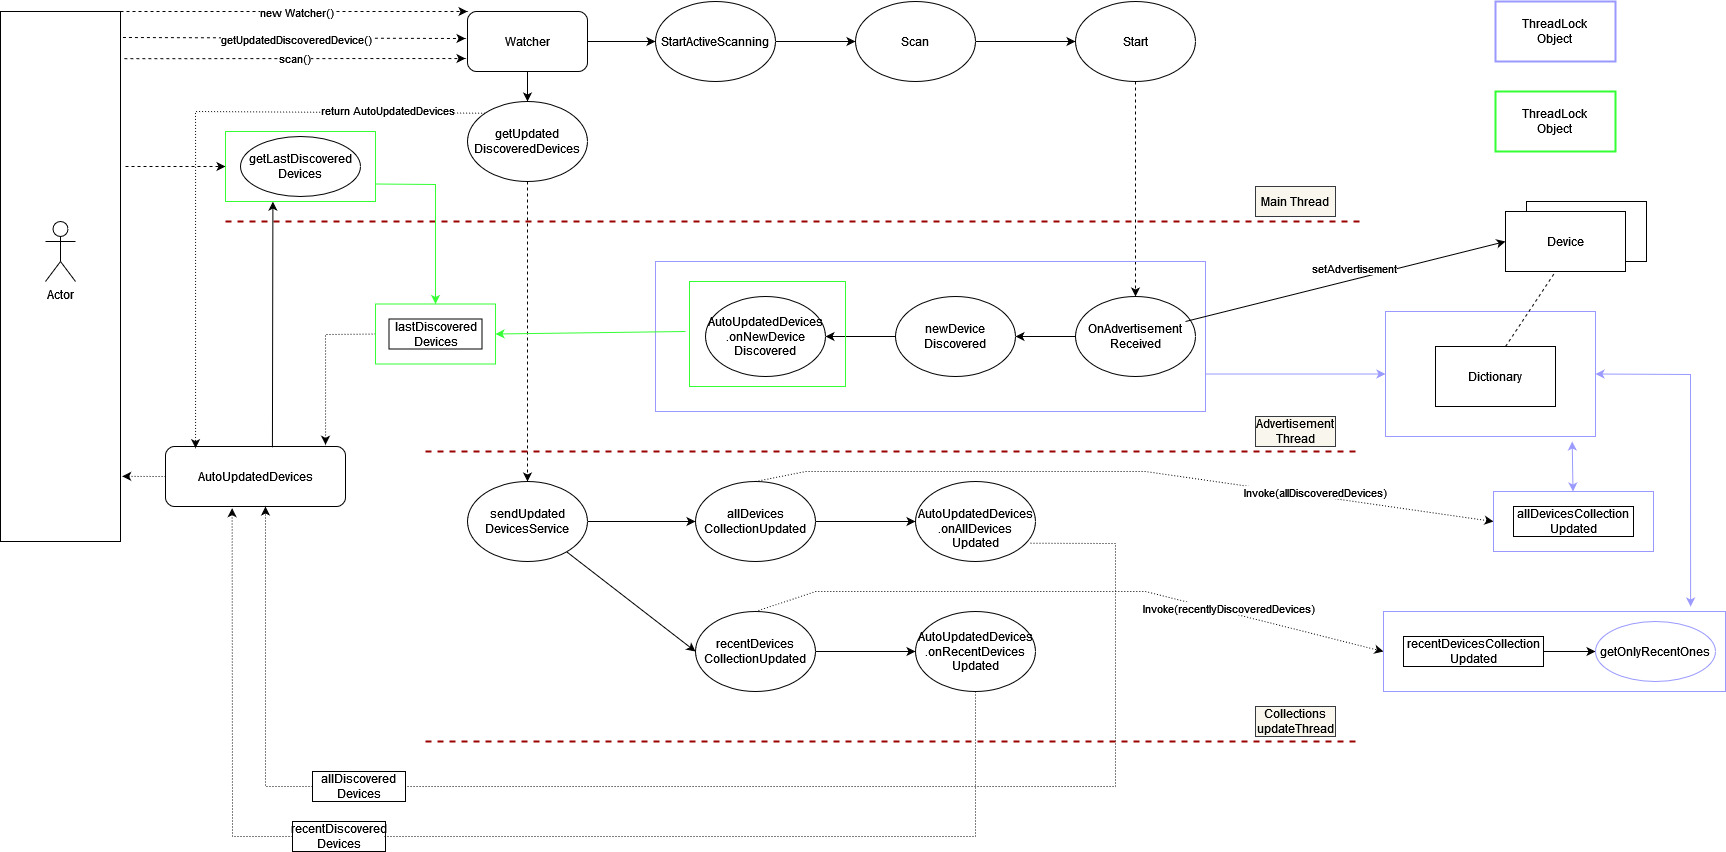 new Watcher()
getUpdatedDiscoveredDevice()
scan()
Watcher
StartActiveScanning
Scan
Start
ThreadLock
Object
ThreadLock
Object
return AutoUpdatedDevices
getUpdated
DiscoveredDevices
getLastDiscovered
Devices
Main Thread
Actor
Device
setAdvertisement
lastDiscovered
Devices
AutoUpdatedDevices
.onNewDevice
Discovered
newDevice
Discovered
OnAdvertisement
Received
Dictionary
Advertisement
Thread
AutoUpdatedDevices
sendUpdated
DevicesService
allDevices
CollectionUpdated
AutoUpdatedDevices
.onAllDevices
Updated
Invoke(allDiscoveredDevices)
allDevicesCollection
Updated
recentDevices
CollectionUpdated
AutoUpdatedDevices
.onRecentDevices
Updated
Invoke(recentlyDiscoveredDevices)
recentDevicesCollection
Updated
getOnlyRecentOnes
Collections
updateThread
allDiscovered
Devices
recentDiscovered
Devices